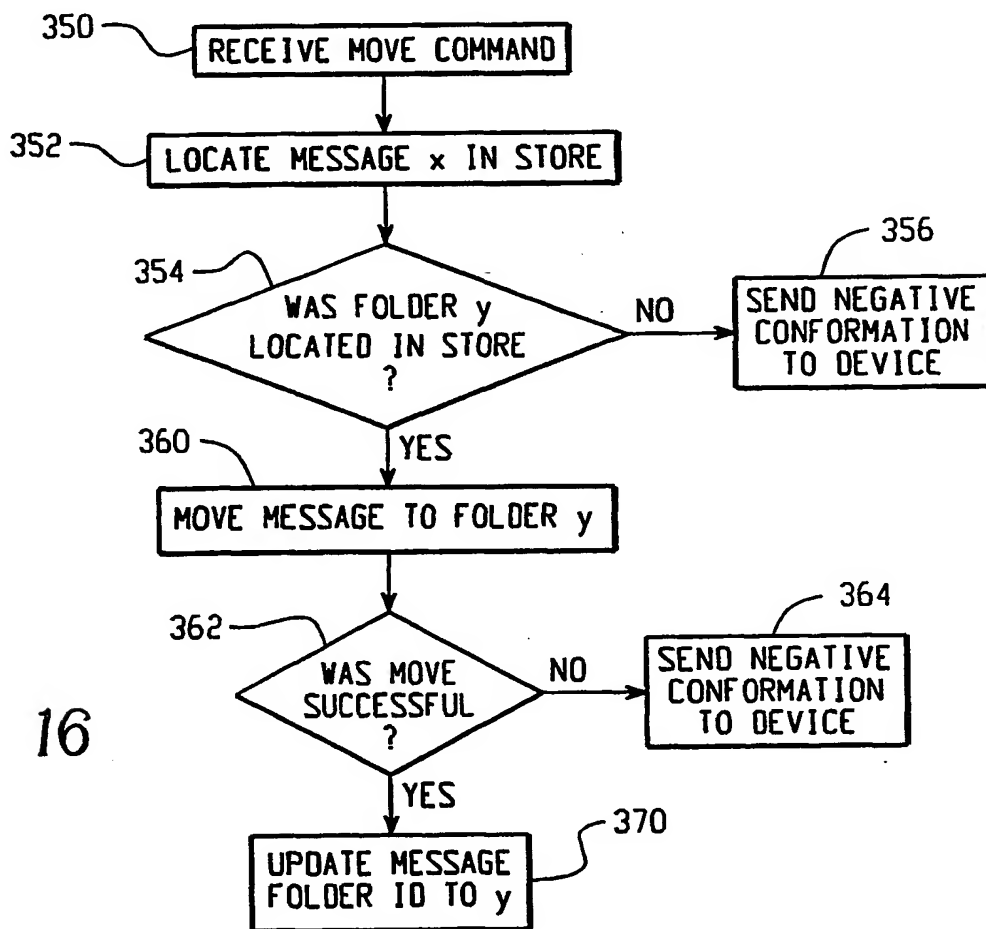 350
RECEIVE MOVE COMMAND
352
LOCATE MESSAGE x IN STORE
354
WAS FOLDER y
LOCATED IN STORE
?
NO
356
SEND NEGATIVE
CONFORMATION
TO DEVICE
YES
360
MOVE MESSAGE TO FOLDER y
362
WAS MOVE
SUCCESSFUL
?
NO
364
SEND NEGATIVE
CONFORMATION
TO DEVICE
16
YES
370
UPDATE MESSAGE
FOLDER ID TO y